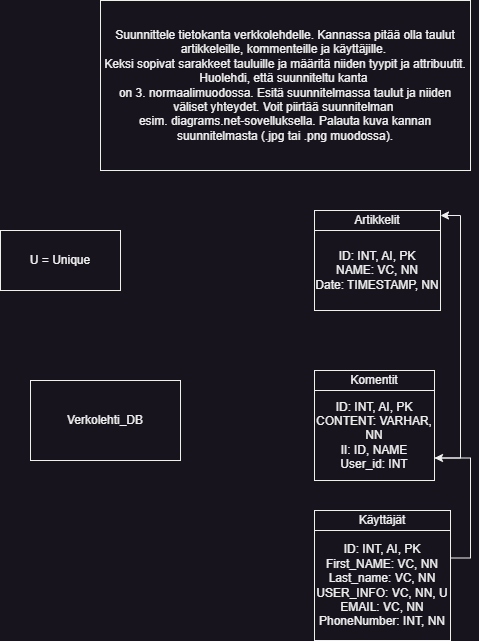 Suunnittele tietokanta verkkolehdelle. Kannassa pitää olla taulut
artikkeleille, kommenteille ja käyttäjille.
Keksi sopivat sarakkeet tauluille ja määritä niiden tyypit ja attribuutit.
Huolehdi, että suunniteltu kanta
on 3. normaalimuodossa. Esitä suunnitelmassa taulut ja niiden
väliset yhteydet. Voit piirtää suunnitelman
esim. diagrams.net-sovelluksella. Palauta kuva kannan
suunnitelmasta (.jpg tai .png muodossa).
Artikkelit
ID: INT, AI, PK
NAME: VC, NN
Date: TIMESTAMP, NN
U = Unique
Komentit
ID: INT, AI, PK
CONTENT: VARHAR,
NN
II: ID, NAME
User_id: INT
Verkolehti_DB
Käyttäjät
ID: INT, AI, PK
First_NAME: VC, NN
Last_name: VC, NN
USER_INFO: VC, NN, U
EMAIL: VC, NN
PhoneNumber: INT, NN